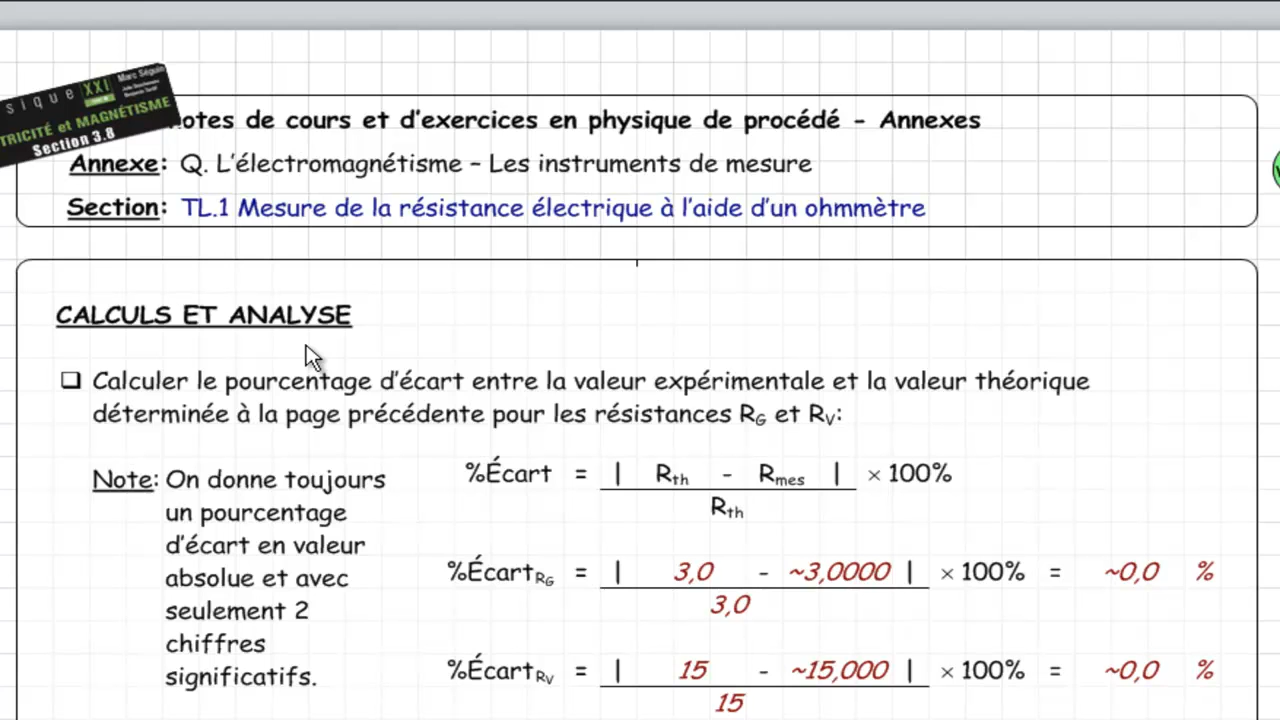 sique XXI
Marc Séguin
TRICITÉ et MAGNÉTISME
Section 3.8
notes de cours et d'exercices en physique de procédé - Annexes
Annexe: Q. L'électromagnétisme – Les instruments de mesure
Section: TL.1 Mesure de la résistance électrique à l'aide d'un ohmmètre
CALCULS ET ANALYSE
❑ Calculer le pourcentage d'écart entre la valeur expérimentale et la valeur théorique
déterminée à la page précédente pour les résistances RG et RV:
Note: On donne toujours
un pourcentage
d'écart en valeur
absolue et avec
seulement 2
chiffres
significatifs.
%Écart = | Rth - Rmes | × 100%
Rth
%ÉcartRG = | 3,0 - ~3,0000 | × 100% = ~0,0 %
3,0
%ÉcartRV = | 15 - ~15,000 | × 100% = ~0,0 %
15